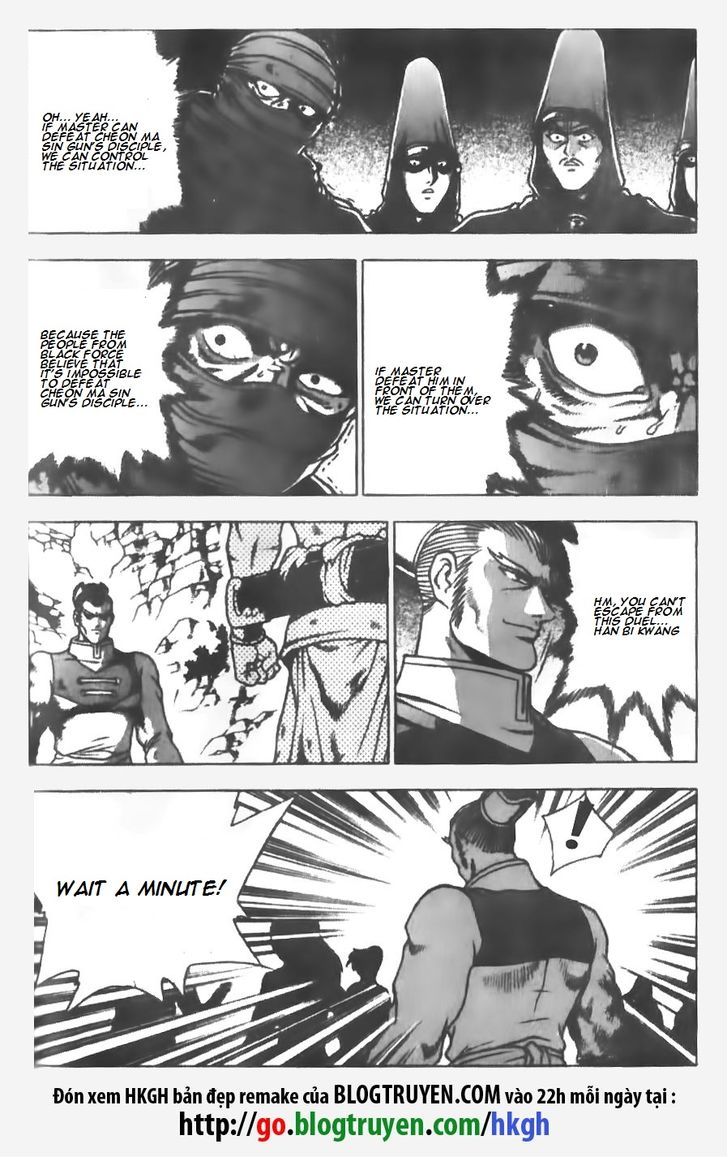 OH... YEAH...
IF MASTER CAN
DEFEAT CHEON MA
SIN GUN'S DISCIPLE,
WE CAN CONTROL
THE SITUATION...
BECAUSE THE
PEOPLE FROM
BLACK FORCE
BELIEVE THAT
IT'S IMPOSSIBLE
TO DEFEAT
CHEON MA SIN
GUN'S DISCIPLE...
IF MASTER
DEFEAT HIM IN
FRONT OF THEM,
WE CAN TURN OVER
THE SITUATION...
HM, YOU CAN'T
ESCAPE FROM
THIS DUEL...
HAN BI KWANG
!
WAIT A MINUTE!
Đón xem HKGH bản đẹp remake của BLOGTRUYEN.COM vào 22h mỗi ngày tại :
http://go.blogtruyen.com/hkgh